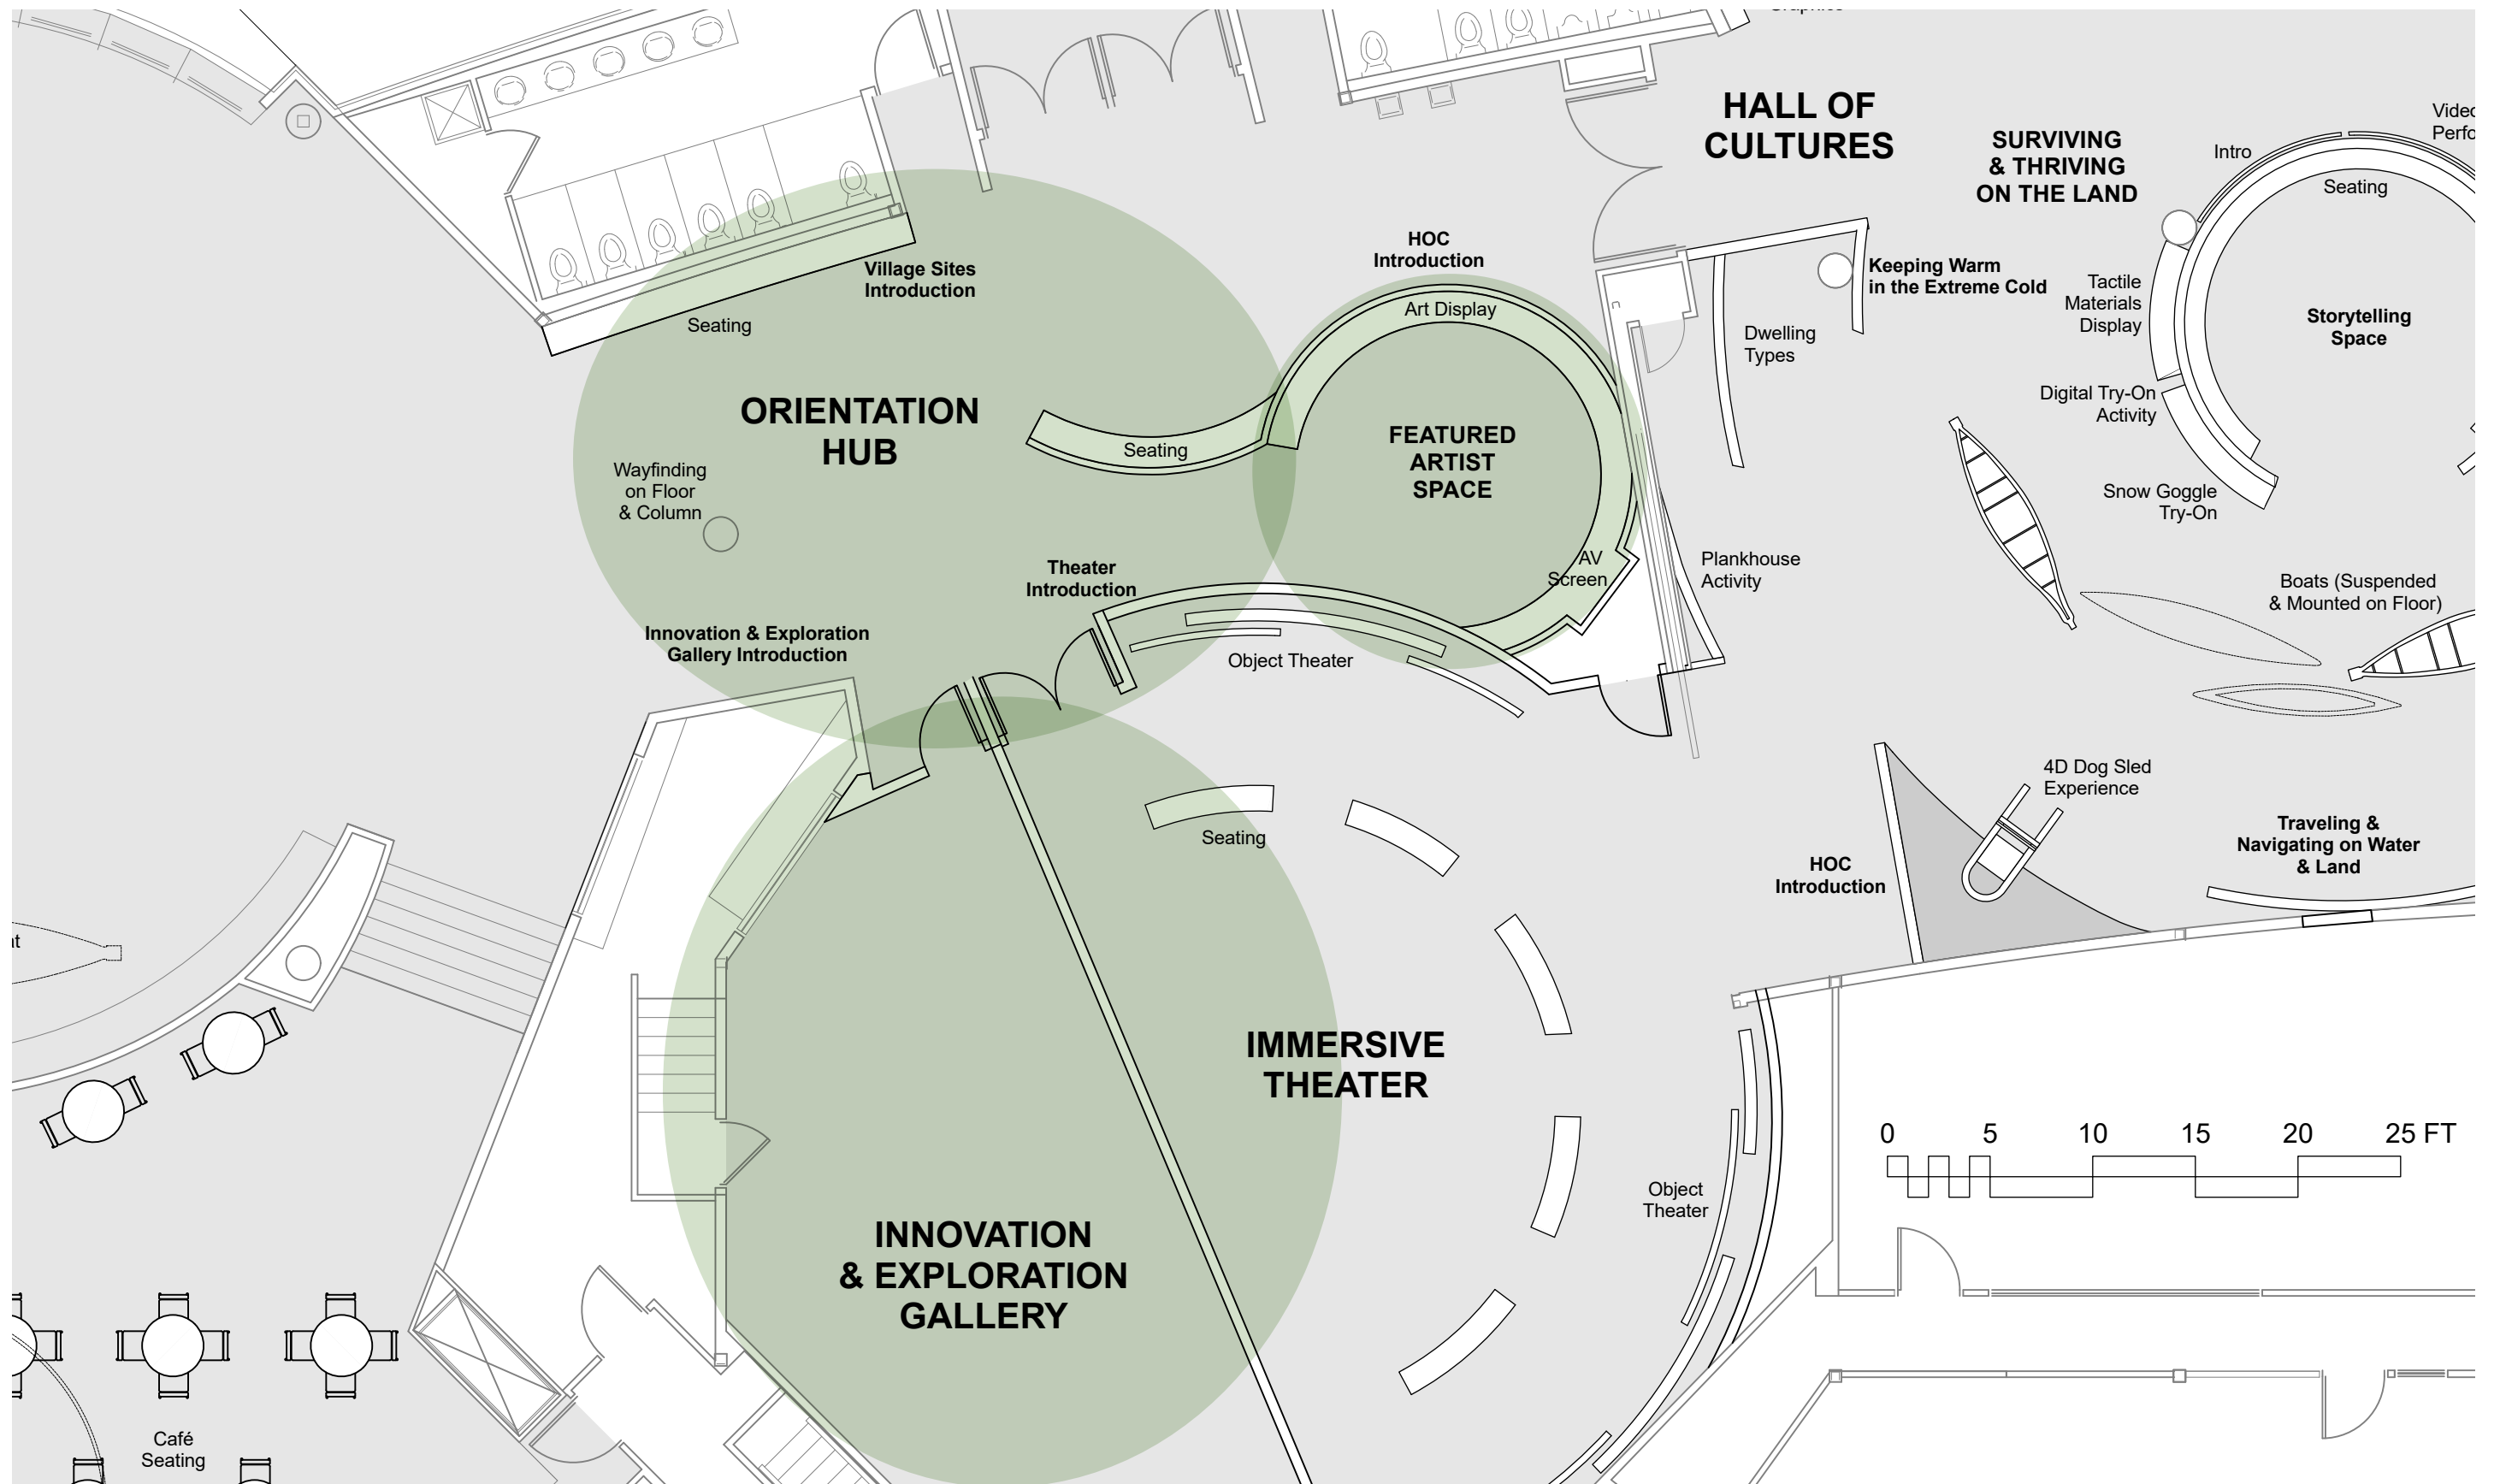 HALL OF
CULTURES
SURVIVING
& THRIVING
ON THE LAND
Intro
Seating
HOC
Introduction
Village Sites
Introduction
Seating
Art Display
Keeping Warm
in the Extreme Cold
Tactile
Materials
Display
Dwelling
Types
Storytelling
Space
ORIENTATION
HUB
Seating
FEATURED
ARTIST
SPACE
Digital Try-On
Activity
Wayfinding
on Floor
& Column
Snow Goggle
Try-On
Theater
Introduction
AV
Screen
Plankhouse
Activity
Boats (Suspended
& Mounted on Floor)
Innovation & Exploration
Gallery Introduction
Object Theater
4D Dog Sled
Experience
Seating
Traveling &
Navigating on Water
& Land
HOC
Introduction
IMMERSIVE
THEATER
0 5 10 15 20 25 FT
Object
Theater
INNOVATION
& EXPLORATION
GALLERY
Café
Seating